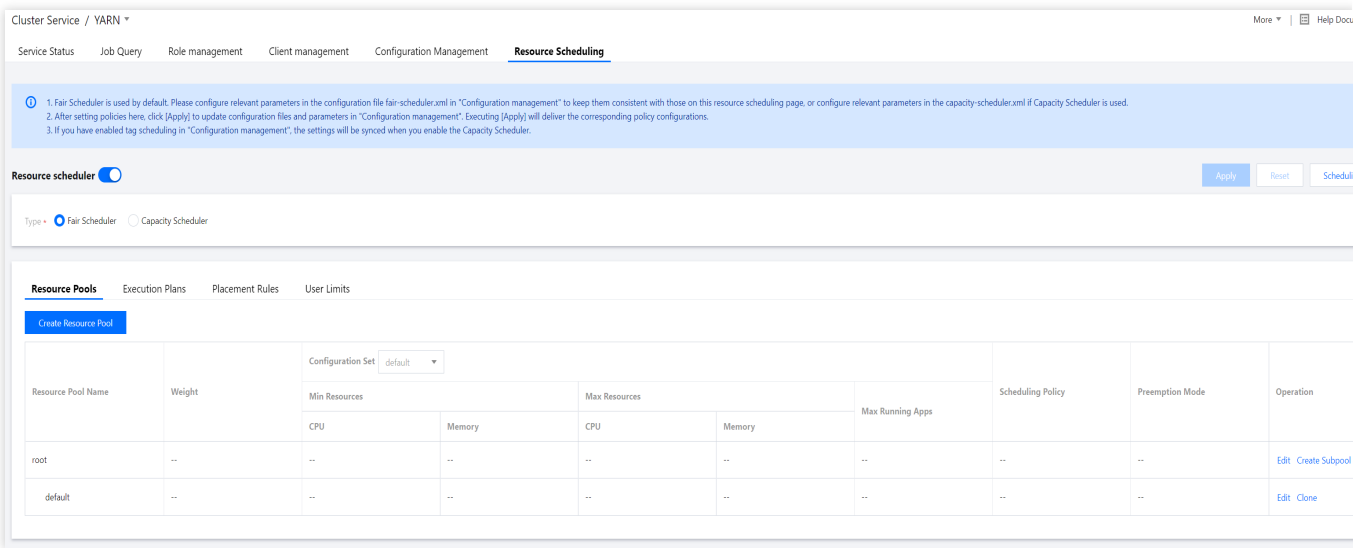 Cluster Service / YARN
More | Help Docu
Service Status Job Query Role management Client management Configuration Management Resource Scheduling
1. Fair Scheduler is used by default. Please configure relevant parameters in the configuration file fair-scheduler.xml in "Configuration management" to keep them consistent with those on this resource scheduling page, or configure relevant parameters in the capacity-scheduler.xml if Capacity Scheduler is used.
2. After setting policies here, click [Apply] to update configuration files and parameters in "Configuration management". Executing [Apply] will deliver the corresponding policy configurations.
3. If you have enabled tag scheduling in "Configuration management", the settings will be synced when you enable the Capacity Scheduler.
Resource scheduler
Apply Reset Scheduli
Type * Fair Scheduler Capacity Scheduler
Resource Pools Execution Plans Placement Rules User Limits
Create Resource Pool
Configuration Set default
Resource Pool Name Weight Min Resources Max Resources Max Running Apps Scheduling Policy Preemption Mode Operation
CPU Memory CPU Memory
root -- -- -- -- -- -- -- -- Edit Create Subpool
default -- -- -- -- -- -- -- -- Edit Clone